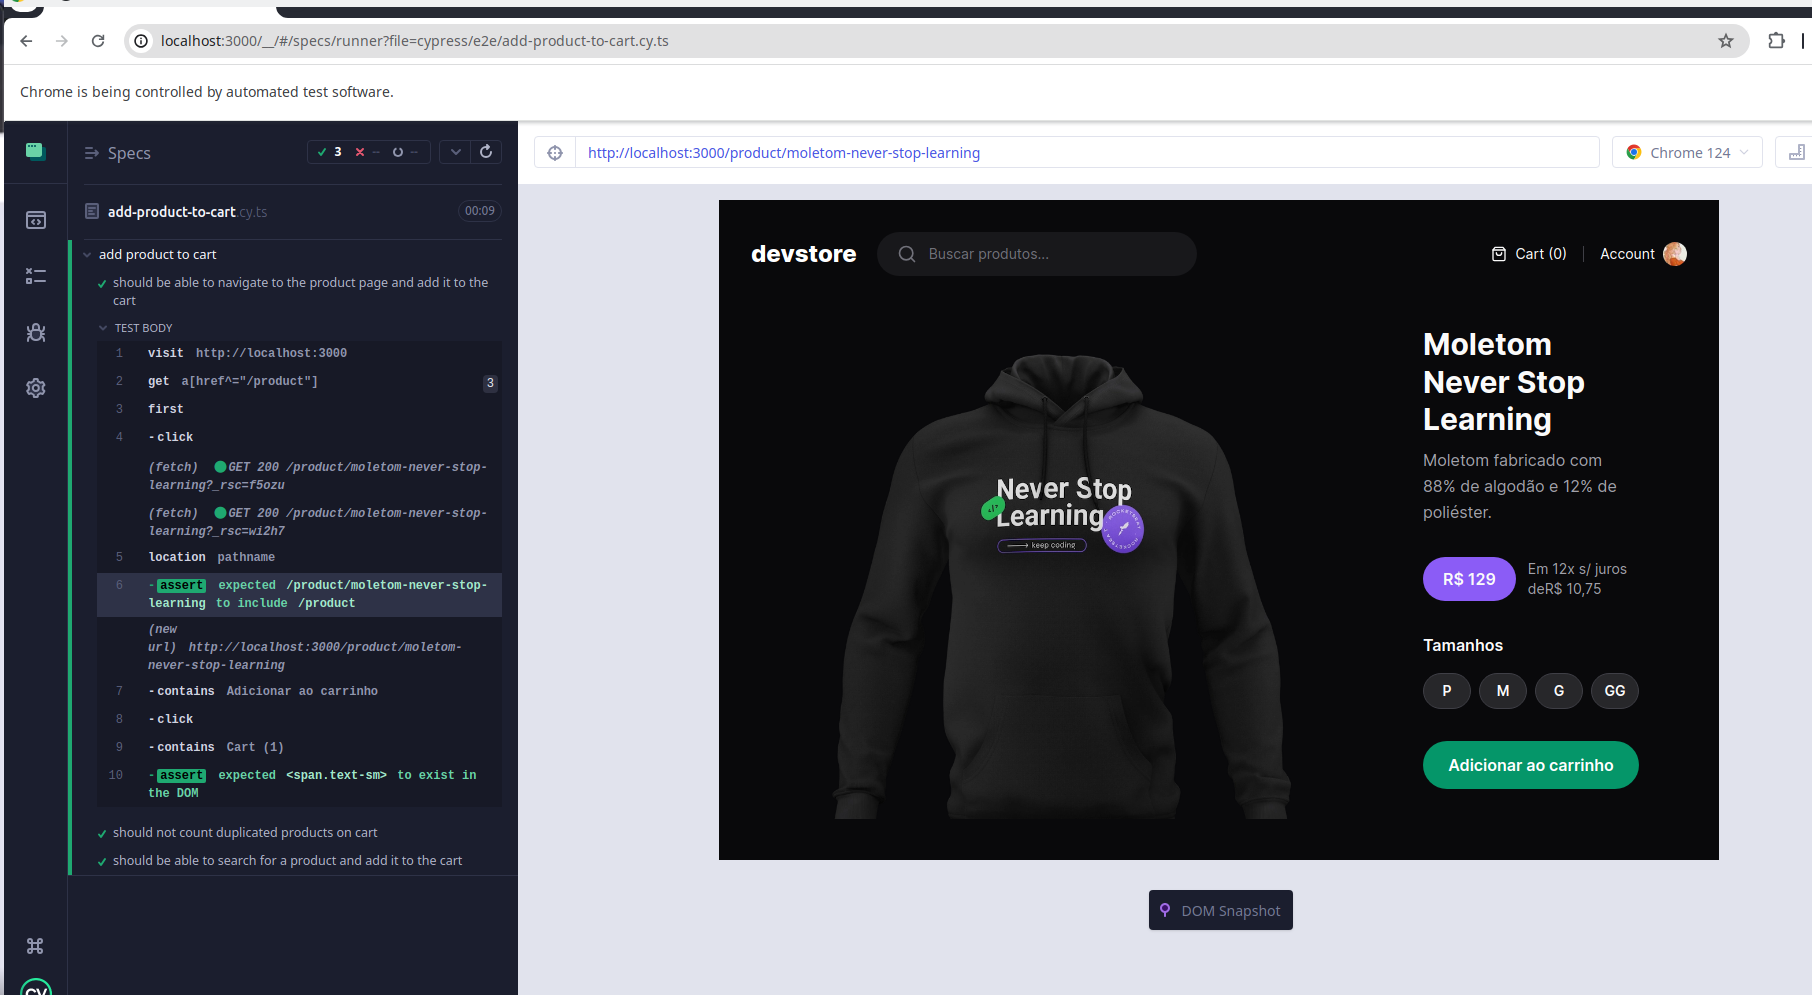 localhost:3000/__/#/specs/runner?file=cypress/e2e/add-product-to-cart.cy.ts
Chrome is being controlled by automated test software.
Specs
3
--
--
add-product-to-cart.cy.ts
00:09
add product to cart
should be able to navigate to the product page and add it to the
cart
TEST BODY
1 visit http://localhost:3000
2 get a[href^="/product"] 3
3 first
4 -click
(fetch) GET 200 /product/moletom-never-stop-
learning?_rsc=f5ozu
(fetch) GET 200 /product/moletom-never-stop-
learning?_rsc=wi2h7
5 location pathname
6 -assert expected /product/moletom-never-stop-
learning to include /product
(new
url) http://localhost:3000/product/moletom-
never-stop-learning
7 -contains Adicionar ao carrinho
8 -click
9 -contains Cart (1)
10 -assert expected <span.text-sm> to exist in
the DOM
should not count duplicated products on cart
should be able to search for a product and add it to the cart
http://localhost:3000/product/moletom-never-stop-learning
Chrome 124
devstore
Buscar produtos...
Cart (0)
Account
Never Stop
Learning
keep coding
Moletom
Never Stop
Learning
Moletom fabricado com
88% de algodão e 12% de
poliéster.
R$ 129
Em 12x s/ juros
deR$ 10,75
Tamanhos
P
M
G
GG
Adicionar ao carrinho
DOM Snapshot